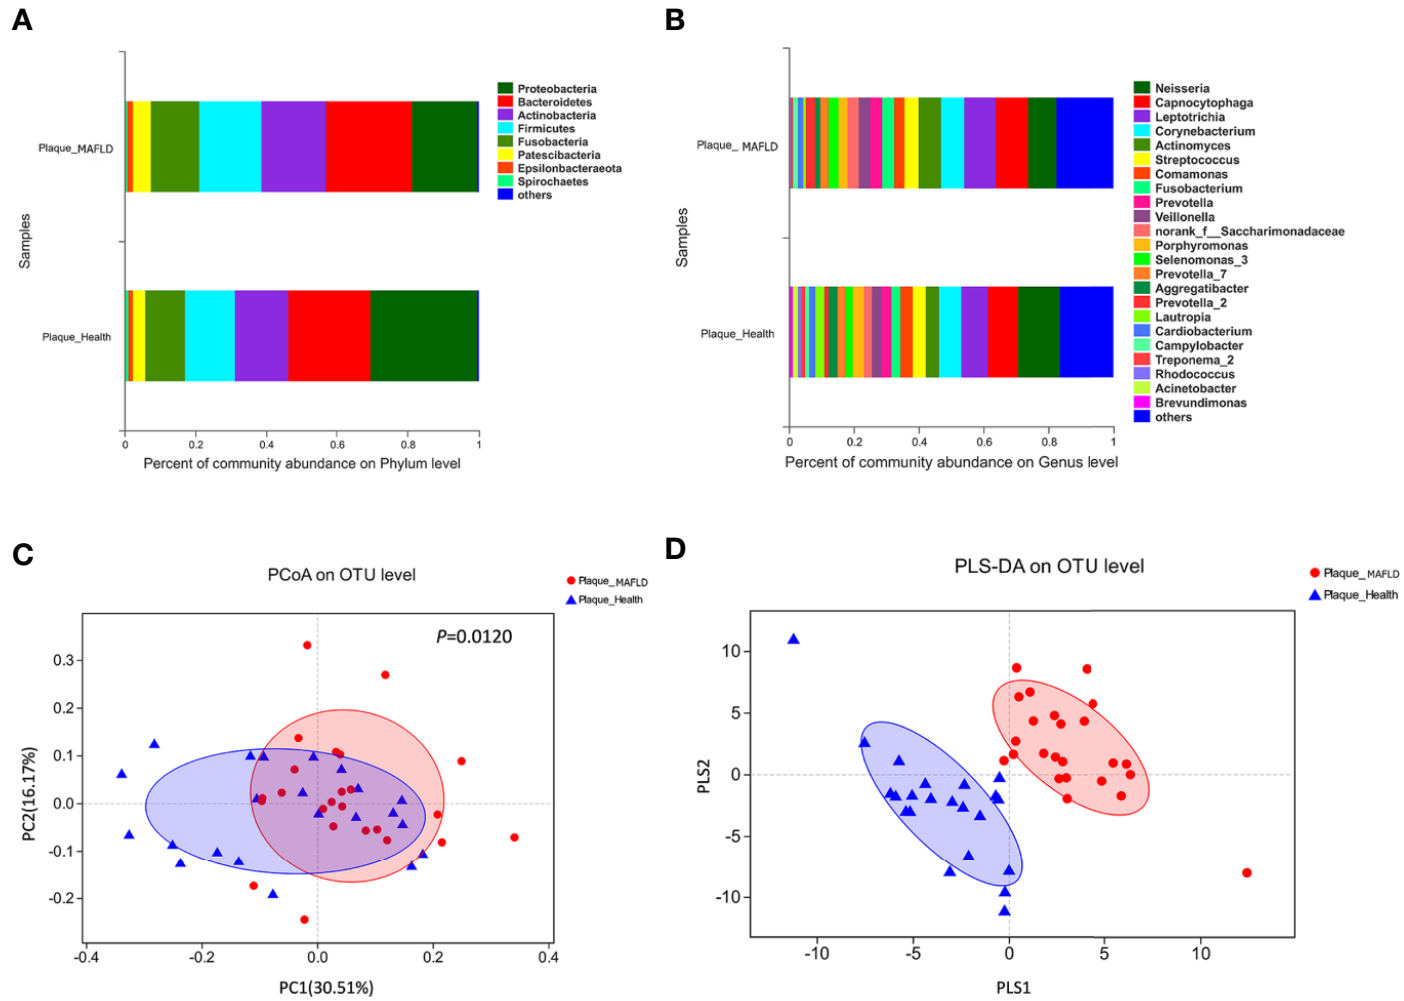 A
Plaque_MAFLD
Plaque_Health
Samples
0
0.2
0.4
0.6
0.8
1
Percent of community abundance on Phylum level
Proteobacteria
Bacteroidetes
Actinobacteria
Firmicutes
Fusobacteria
Patescibacteria
Epsilonbacteraeota
Spirochaetes
others
B
Plaque_ MAFLD
Plaque_Health
Samples
0
0.2
0.4
0.6
0.8
1
Percent of community abundance on Genus level
Neisseria
Capnocytophaga
Leptotrichia
Corynebacterium
Actinomyces
Streptococcus
Comamonas
Fusobacterium
Prevotella
Veillonella
norank_f__Saccharimonadaceae
Porphyromonas
Selenomonas_3
Prevotella_7
Aggregatibacter
Prevotella_2
Lautropia
Cardiobacterium
Campylobacter
Treponema_2
Rhodococcus
Acinetobacter
Brevundimonas
others
C
PCoA on OTU level
Plaque_MAFLD
Plaque_Health
P=0.0120
0.3
0.2
0.1
0.0
-0.1
-0.2
PC2(16.17%)
-0.4
-0.2
0.0
0.2
0.4
PC1(30.51%)
D
PLS-DA on OTU level
Plaque_MAFLD
Plaque_Health
10
5
0
-5
-10
PLS2
-10
-5
0
5
10
PLS1